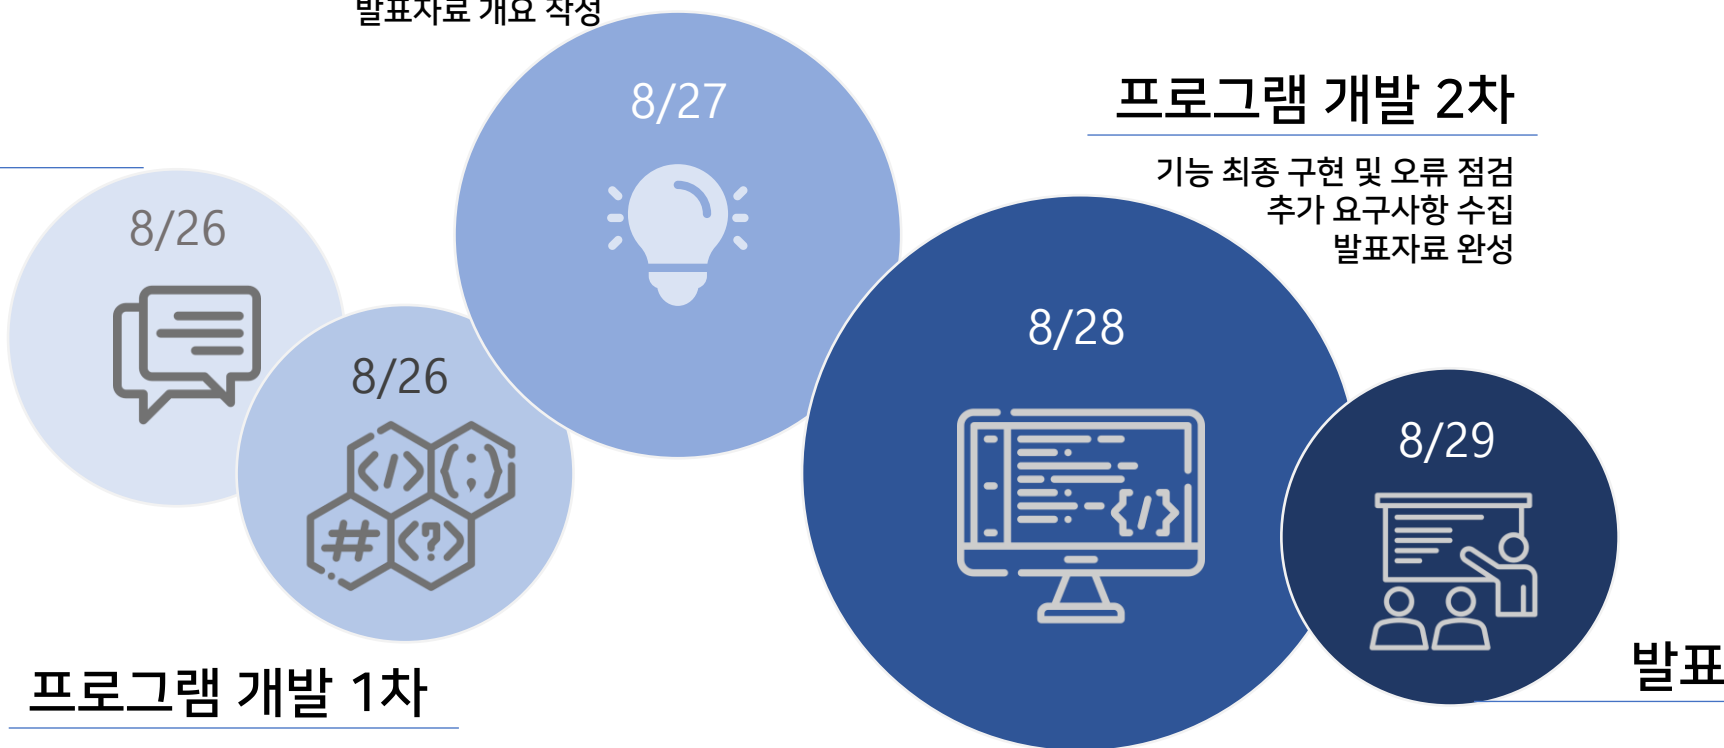 발표자료 개요 작성
8/27
프로그램 개발 2차
기능 최종 구현 및 오류 점검
추가 요구사항 수집
발표자료 완성
8/26
8/26
8/28
8/29
프로그램 개발 1차
발표